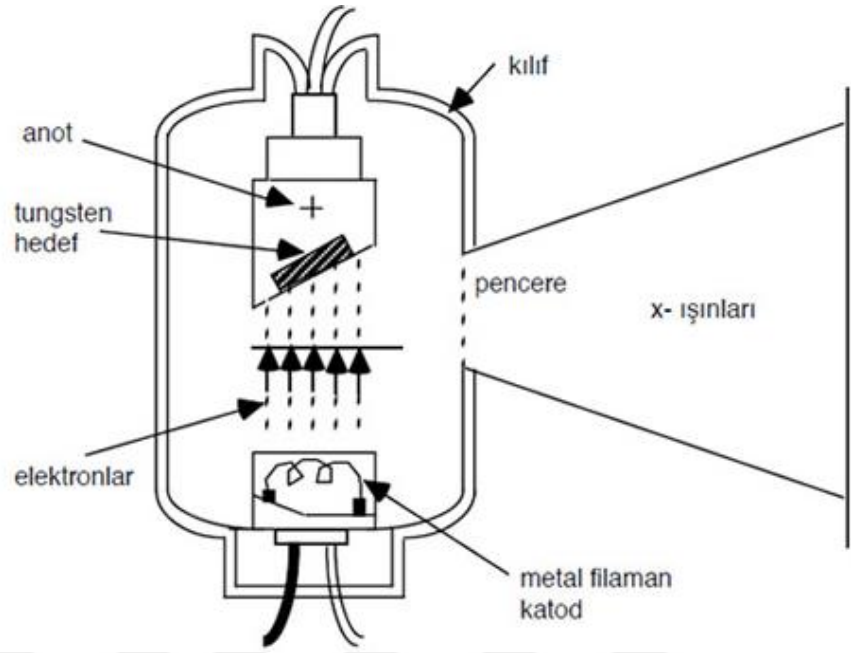 kılıf
anot
+
tungsten
hedef
pencere
x- ışınları
elektronlar
metal filaman
katod